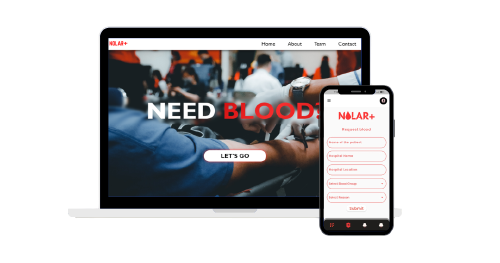 NOLAR+
Home About Term Contact
NEED BLOOD?
LET'S GO
NOLAR+
Request blood
Name of the patient
Hospital Name
Hospital Location
Select Blood Group
Select Reason
Submit